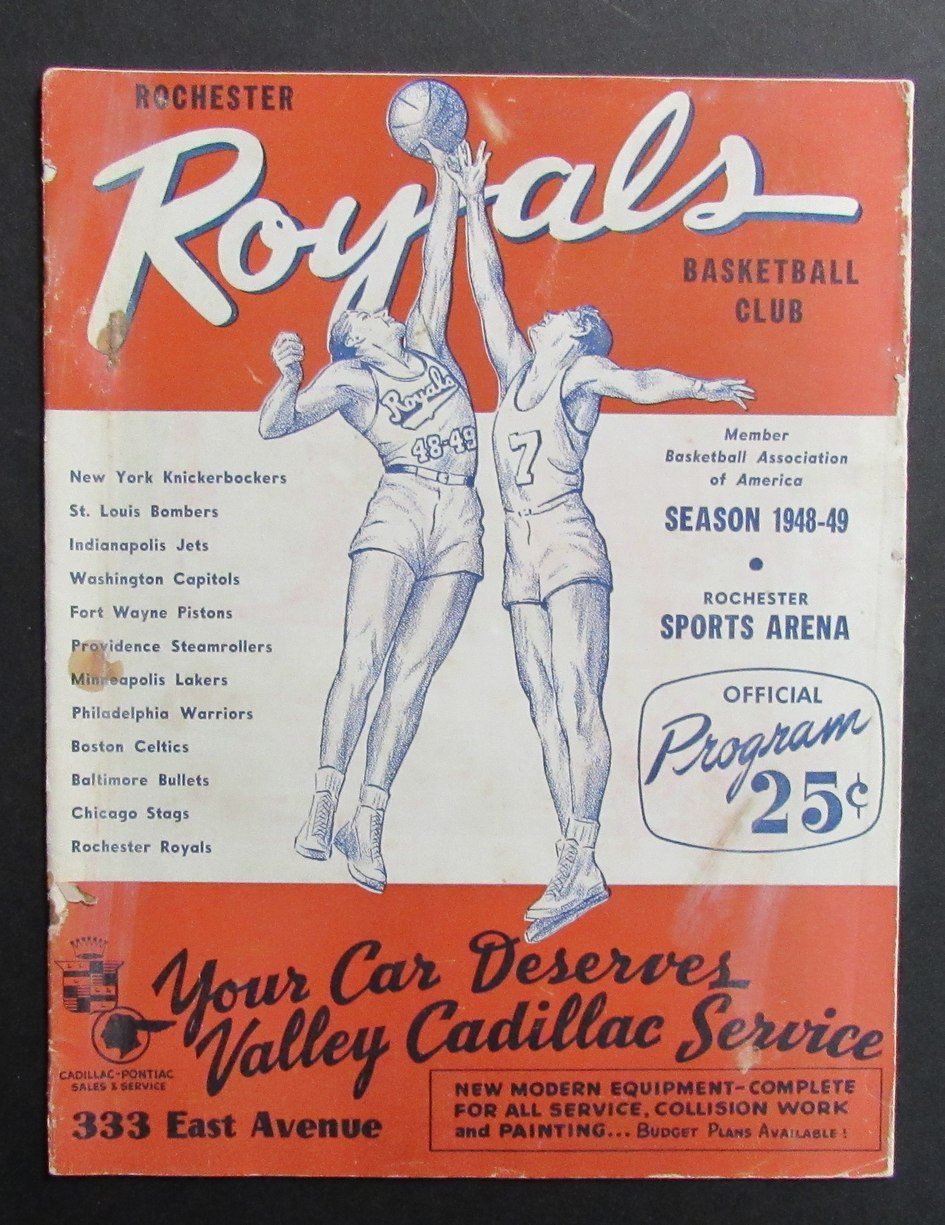 ROCHESTER
Royals
BASKETBALL
CLUB
Royals
48-49
7
New York Knickerbockers
St. Louis Bombers
Indianapolis Jets
Washington Capitols
Fort Wayne Pistons
Providence Steamrollers
Minneapolis Lakers
Philadelphia Warriors
Boston Celtics
Baltimore Bullets
Chicago Stags
Rochester Royals
Member
Basketball Association
of America
SEASON 1948-49
•
ROCHESTER
SPORTS ARENA
OFFICIAL
Program
25¢
Your Car Deserves
Valley Cadillac Service
CADILLAC-PONTIAC
SALES & SERVICE
333 East Avenue
NEW MODERN EQUIPMENT-COMPLETE
FOR ALL SERVICE, COLLISION WORK
and PAINTING... BUDGET PLANS AVAILABLE!